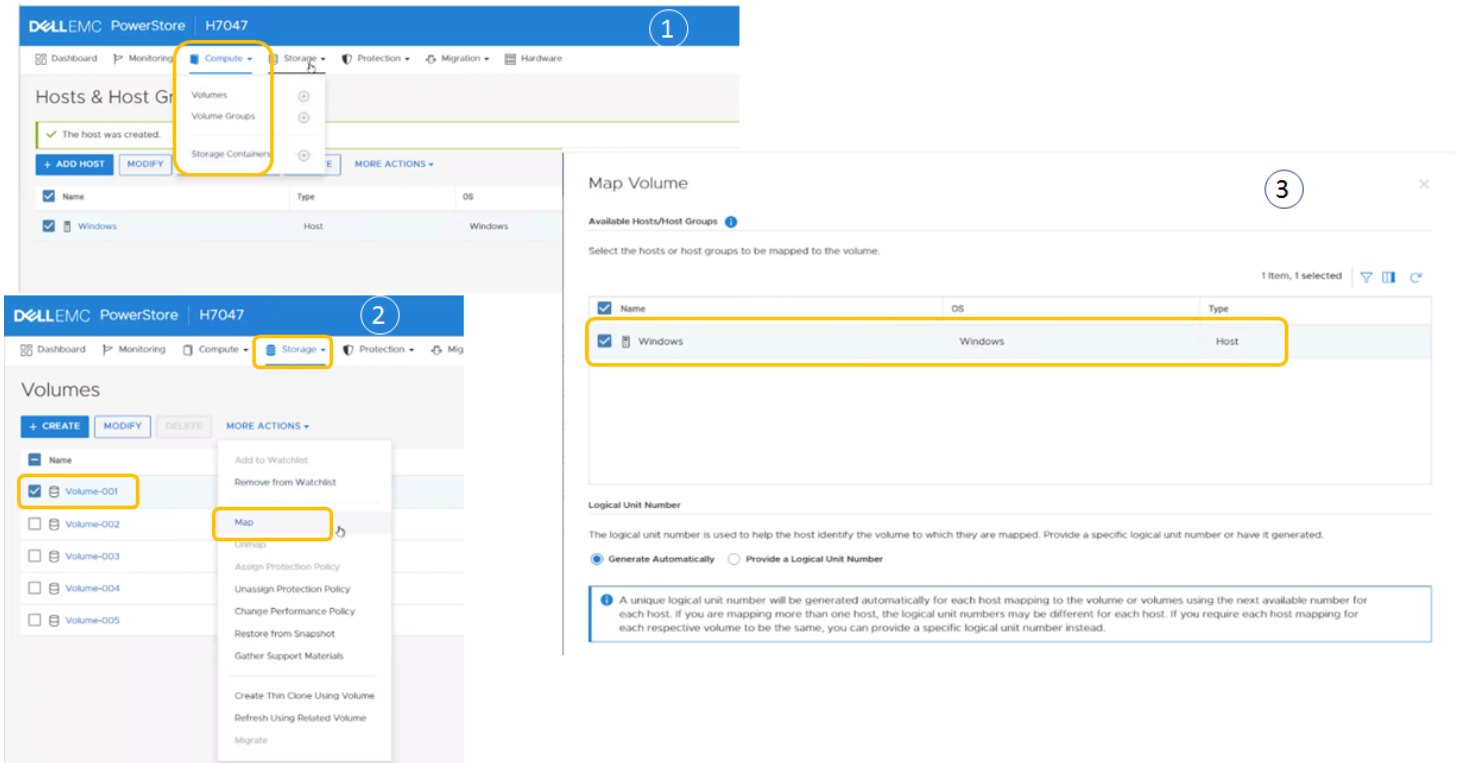 DELLEMC PowerStore H7047 1
Dashboard Monitoring Compute Storage Protection Migration Hardware
Hosts & Host Gr
Volumes
Volume Groups
Storage Containers
The host was created.
+ ADD HOST MODIFY E MORE ACTIONS
Name Type OS
Windows Host Windows
DELLEMC PowerStore H7047 2
Dashboard Monitoring Compute Storage Protection Mig
Volumes
+ CREATE MODIFY DELETE MORE ACTIONS
Name
Volume-001
Volume-002
Volume-003
Volume-004
Volume-005
Add to Watchlist
Remove from Watchlist
Map
Unmap
Assign Protection Policy
Unassign Protection Policy
Change Performance Policy
Restore from Snapshot
Gather Support Materials
Create Thin Clone Using Volume
Refresh Using Related Volume
Migrate
Map Volume 3
Available Hosts/Host Groups
Select the hosts or host groups to be mapped to the volume.
1 Item, 1 selected
Name OS Type
Windows Windows Host
Logical Unit Number
The logical unit number is used to help the host identify the volume to which they are mapped. Provide a specific logical unit number or have it generated.
Generate Automatically Provide a Logical Unit Number
A unique logical unit number will be generated automatically for each host mapping to the volume or volumes using the next available number for
each host. If you are mapping more than one host, the logical unit numbers may be different for each host. If you require each host mapping for
each respective volume to be the same, you can provide a specific logical unit number instead.